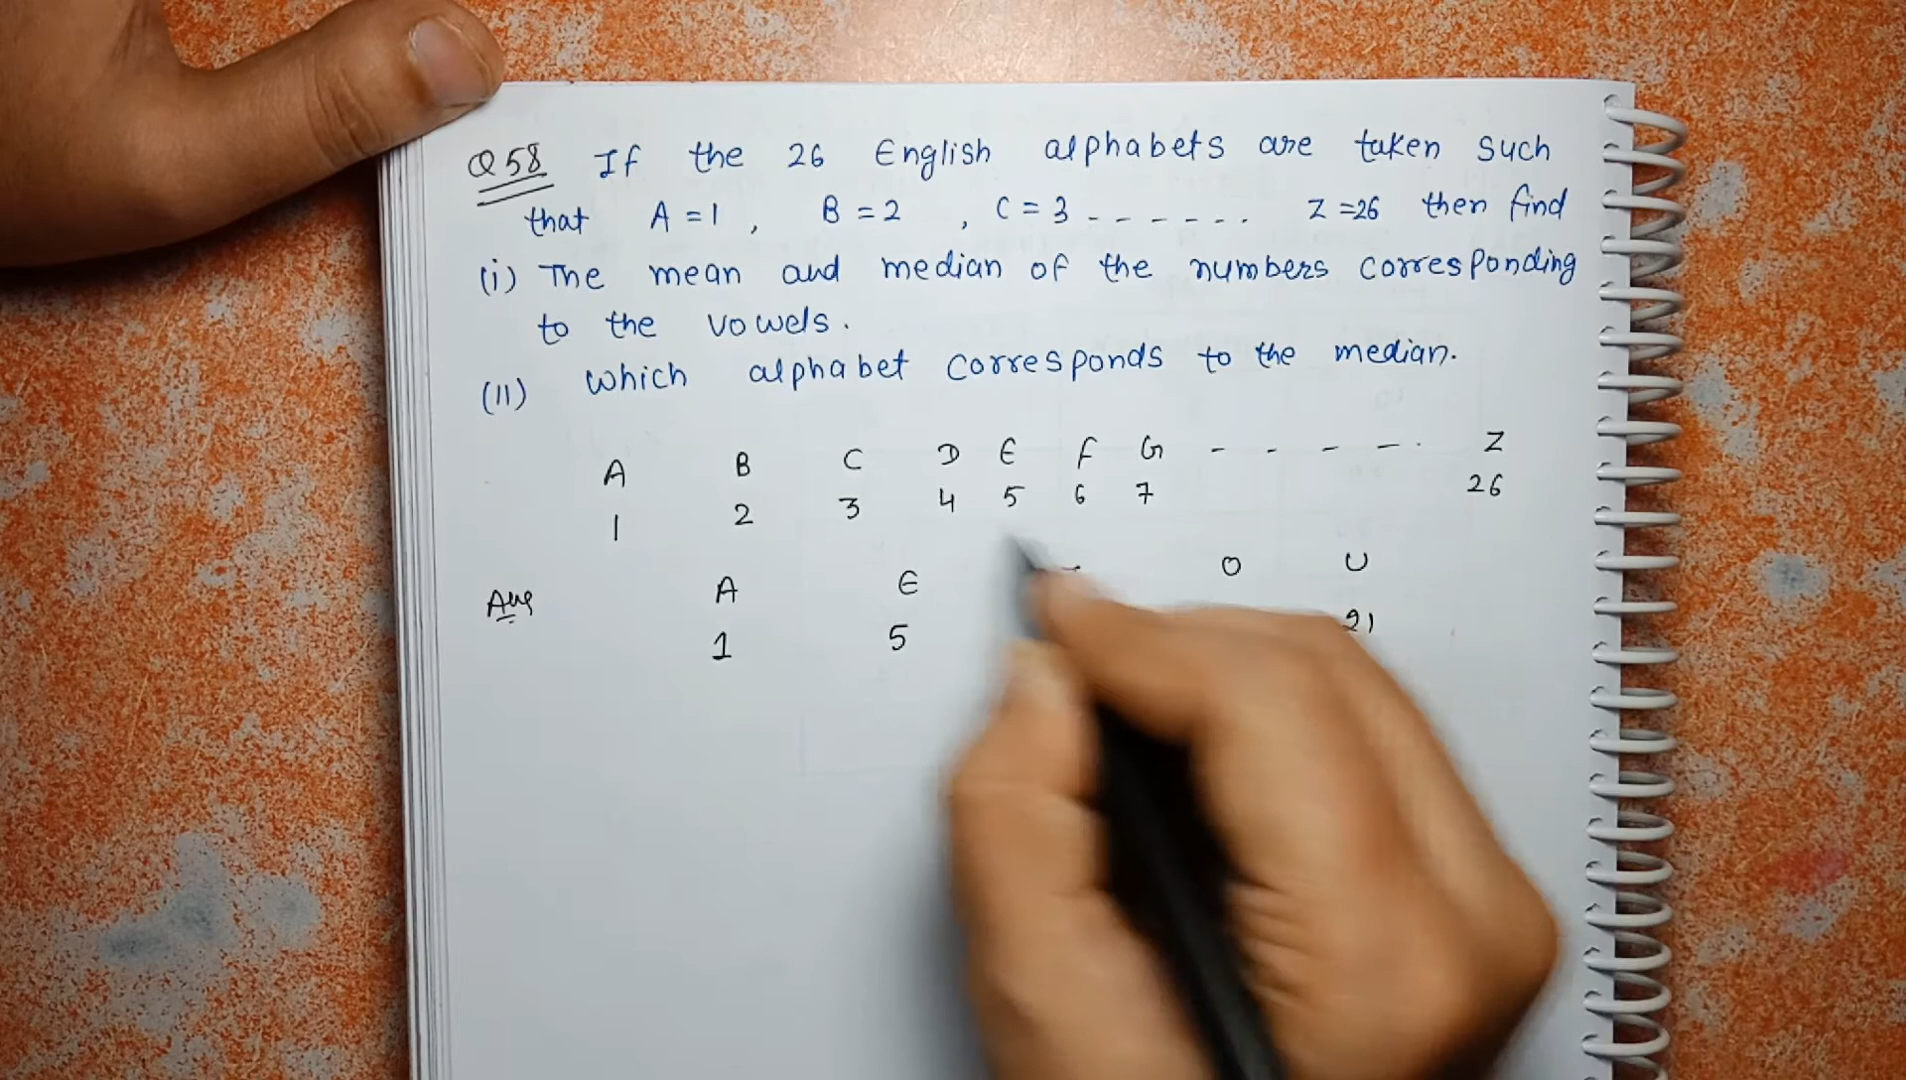 Q58 If the 26 English alphabets are taken such
that A = 1 , B = 2 , C = 3 - - - - - - .. Z = 26 then find
(i) The mean and median of the numbers corresponding
to the vowels.
(II) Which alphabet corresponds to the median.
A B C D E F G - - - - . Z
1 2 3 4 5 6 7 26
Ans A E O U
1 5 21